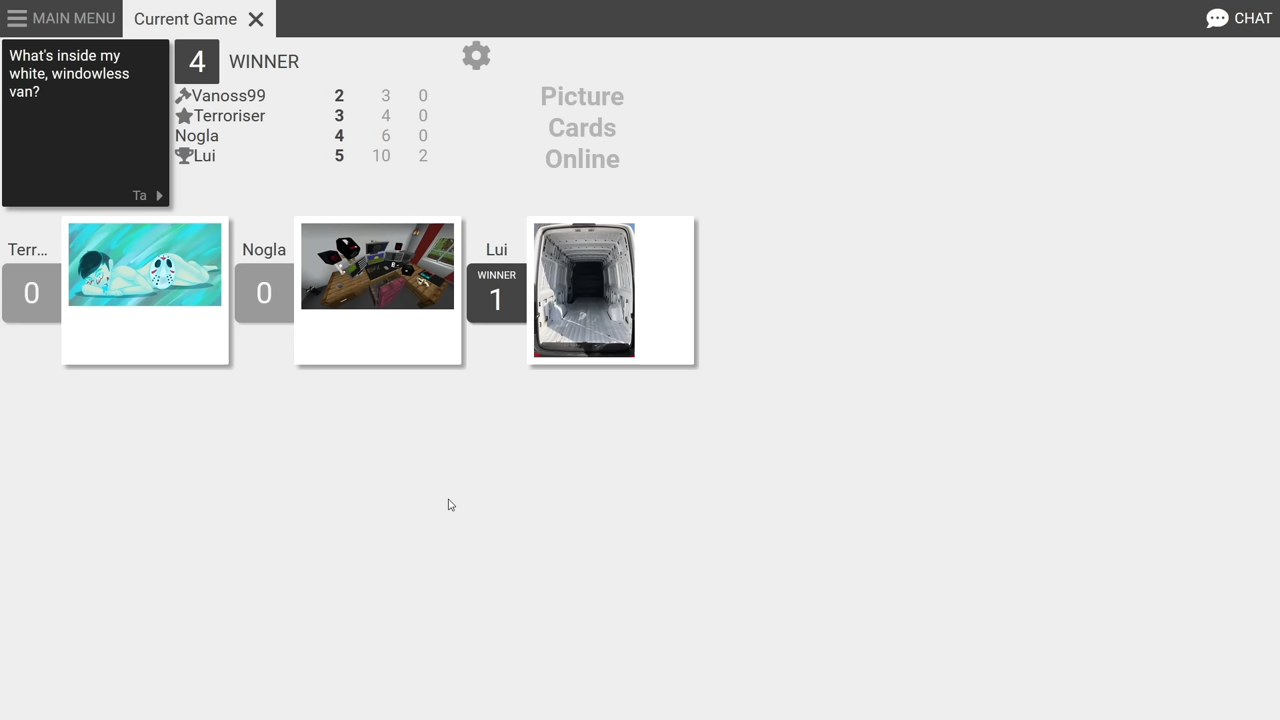 MAIN MENU
Current Game
CHAT
What's inside my
white, windowless
van?
Ta
4 WINNER
Vanoss99 2 3 0
Terroriser 3 4 0
Nogla 4 6 0
Lui 5 10 2
Picture
Cards
Online
Terr...
0
Nogla
0
Lui
WINNER
1